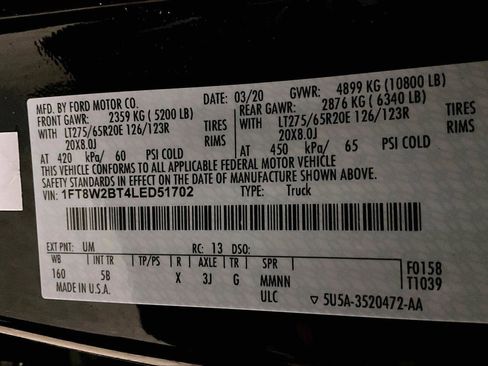 MFD. BY FORD MOTOR CO. DATE: 03/20 GVWR: 4899 KG (10800 LB)
FRONT GAWR: 2359 KG ( 5200 LB) REAR GAWR: 2876 KG ( 6340 LB)
WITH LT275/65R20E 126/123R TIRES WITH LT275/65R20E 126/123R TIRES
20X8.0J RIMS 20X8.0J RIMS
AT 420 kPa/ 60 PSI COLD AT 450 kPa/ 65 PSI COLD
THIS VEHICLE CONFORMS TO ALL APPLICABLE FEDERAL MOTOR VEHICLE
SAFETY STANDARDS IN EFFECT ON THE DATE OF MANUFACTURE SHOWN ABOVE.
VIN: 1FT8W2BT4LED51702 TYPE: Truck
EXT PNT: UM RC: 13 DSO:
WB INT TR TP/PS R AXLE TR SPR F0158
160 5B X 3J G MMNN T1039
MADE IN U.S.A. ULC ▽ 5U5A-3520472-AA